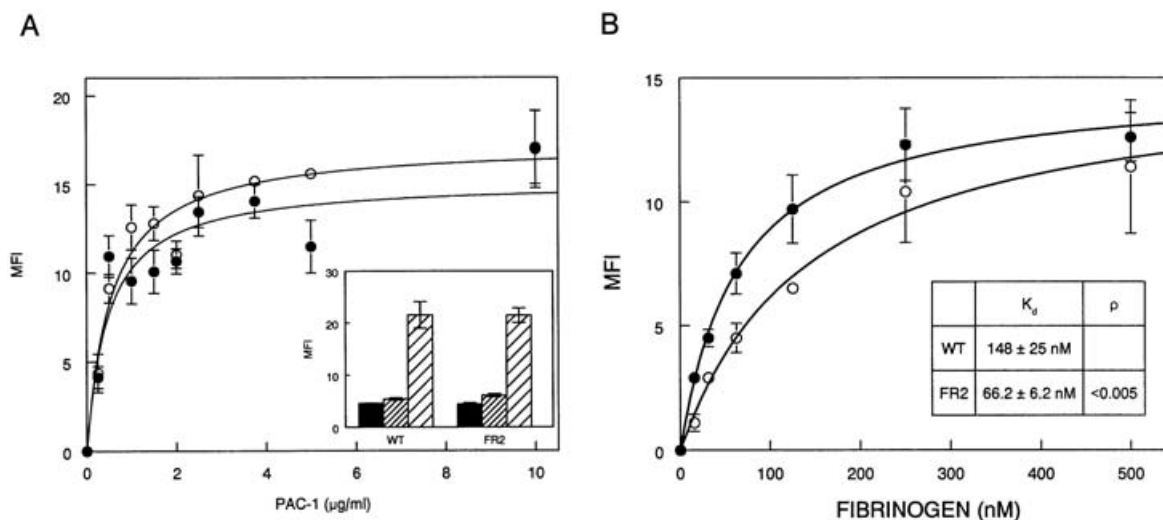 A
MFI
20
15
10
5
0
0
2
4
6
8
10
PAC-1 (µg/ml)
MFI
30
20
10
0
WT
FR2
B
MFI
15
10
5
0
0
100
200
300
400
500
FIBRINOGEN (nM)
K_d ρ
WT 148 ± 25 nM
FR2 66.2 ± 6.2 nM <0.005